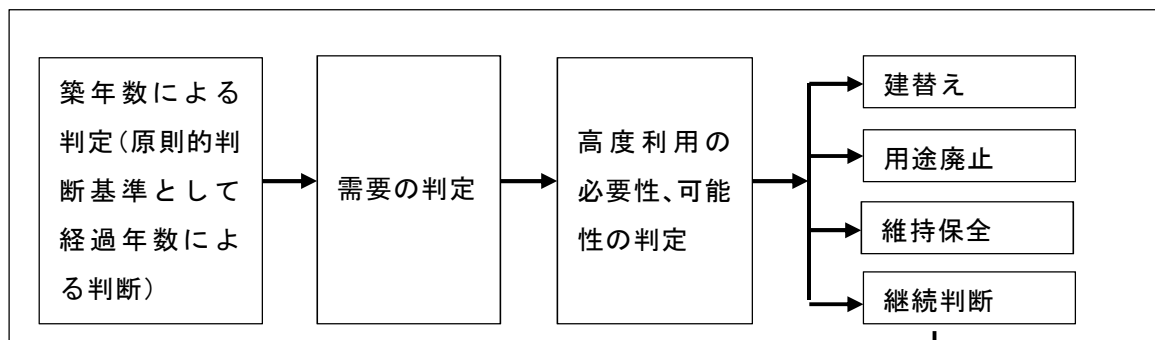 築年数による
判定（原則的判
断基準として
経過年数によ
る判断）
需要の判定
高度利用の
必要性、可能
性の判定
建替え
用途廃止
維持保全
継続判断